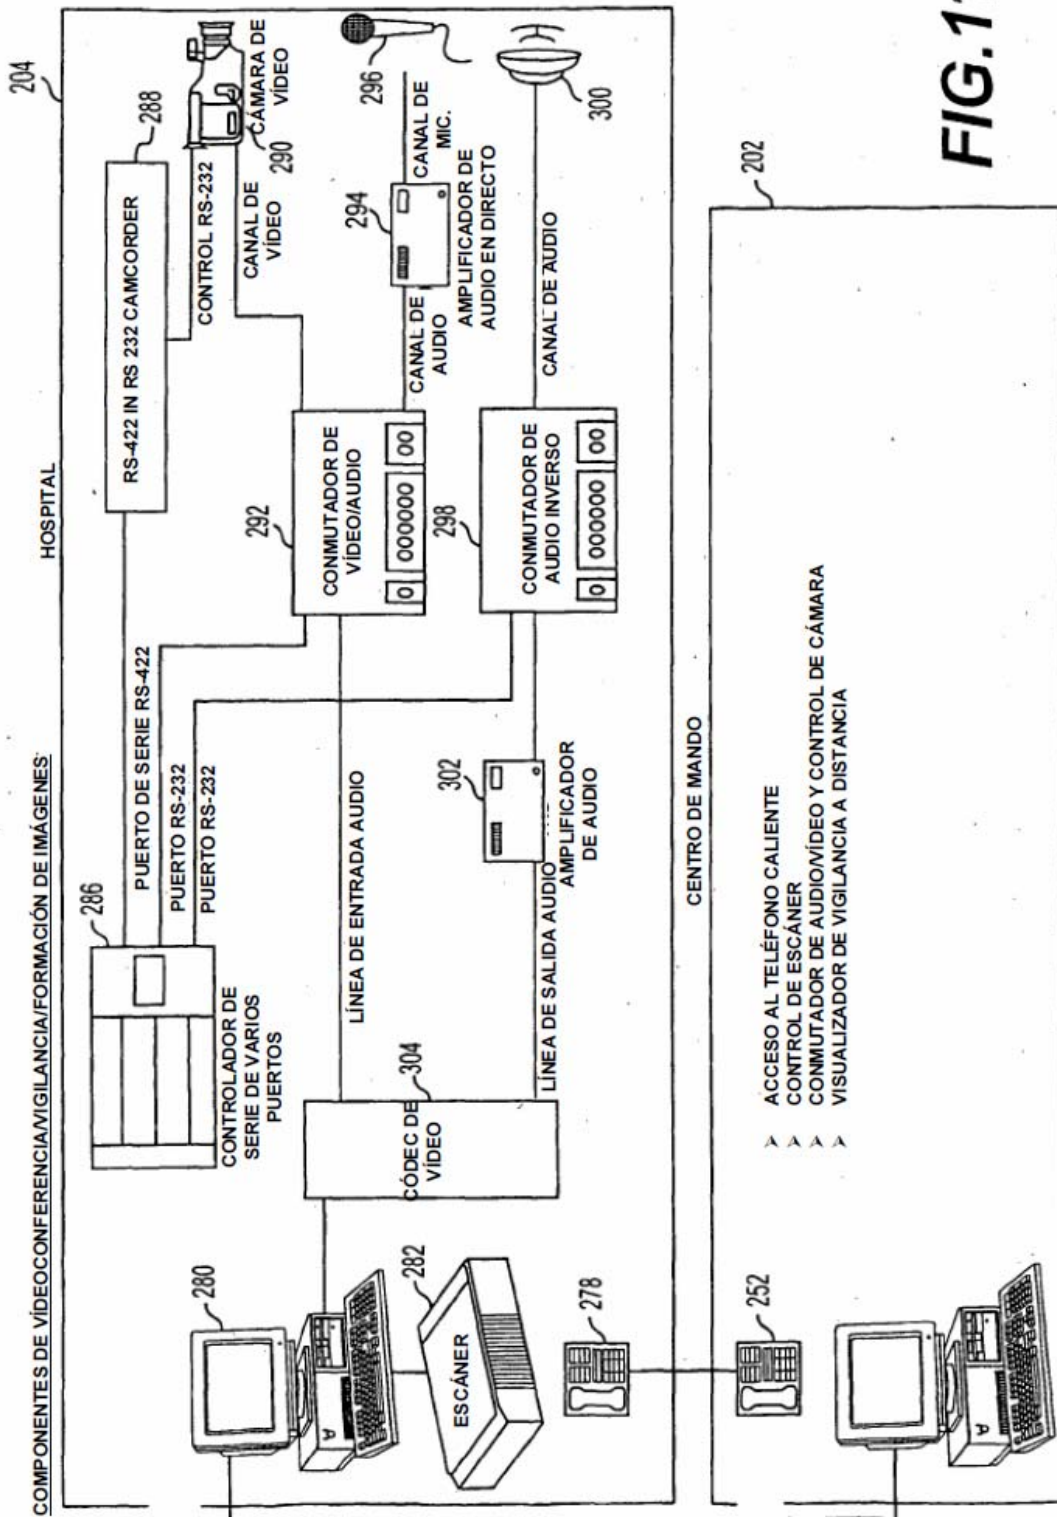 COMPONENTES DE VÍDEOCONFERENCIA/VIGILANCIA/FORMACIÓN DE IMÁGENES
HOSPITAL
204
286
CONTROLADOR DE
SERIE DE VARIOS
PUERTOS
PUERTO DE SERIE RS-422
PUERTO RS-232
PUERTO RS-232
RS-422 IN RS 232 CAMCORDER
288
CONTROL RS-232
CÁMARA DE
VÍDEO
290
CANAL DE
VÍDEO
292
CONMUTADOR DE
VÍDEO/AUDIO
0 000000 00
CANAL DE
AUDIO
294
AMPLIFICADOR DE
AUDIO EN DIRECTO
CANAL DE
MIC.
296
298
CONMUTADOR DE
AUDIO INVERSO
0 000000 00
CANAL DE AUDIO
300
280
A
LÍNEA DE ENTRADA AUDIO
CÓDEC DE
VÍDEO
304
LÍNEA DE SALIDA AUDIO
302
AMPLIFICADOR
DE AUDIO
282
ESCÁNER
278
CENTRO DE MANDO
202
252
A
➢ ACCESO AL TELÉFONO CALIENTE
➢ CONTROL DE ESCÁNER
➢ CONMUTADOR DE AUDIO/VÍDEO Y CONTROL DE CÁMARA
➢ VISUALIZADOR DE VIGILANCIA A DISTANCIA